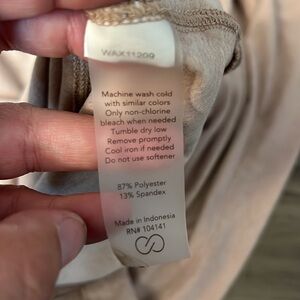 WAX11209
Machine wash cold
with similar colors
Only non-chlorine
bleach when needed
Tumble dry low
Remove promptly
Cool iron if needed
Do not use softener
87% Polyester
13% Spandex
Made in Indonesia
RN# 104141